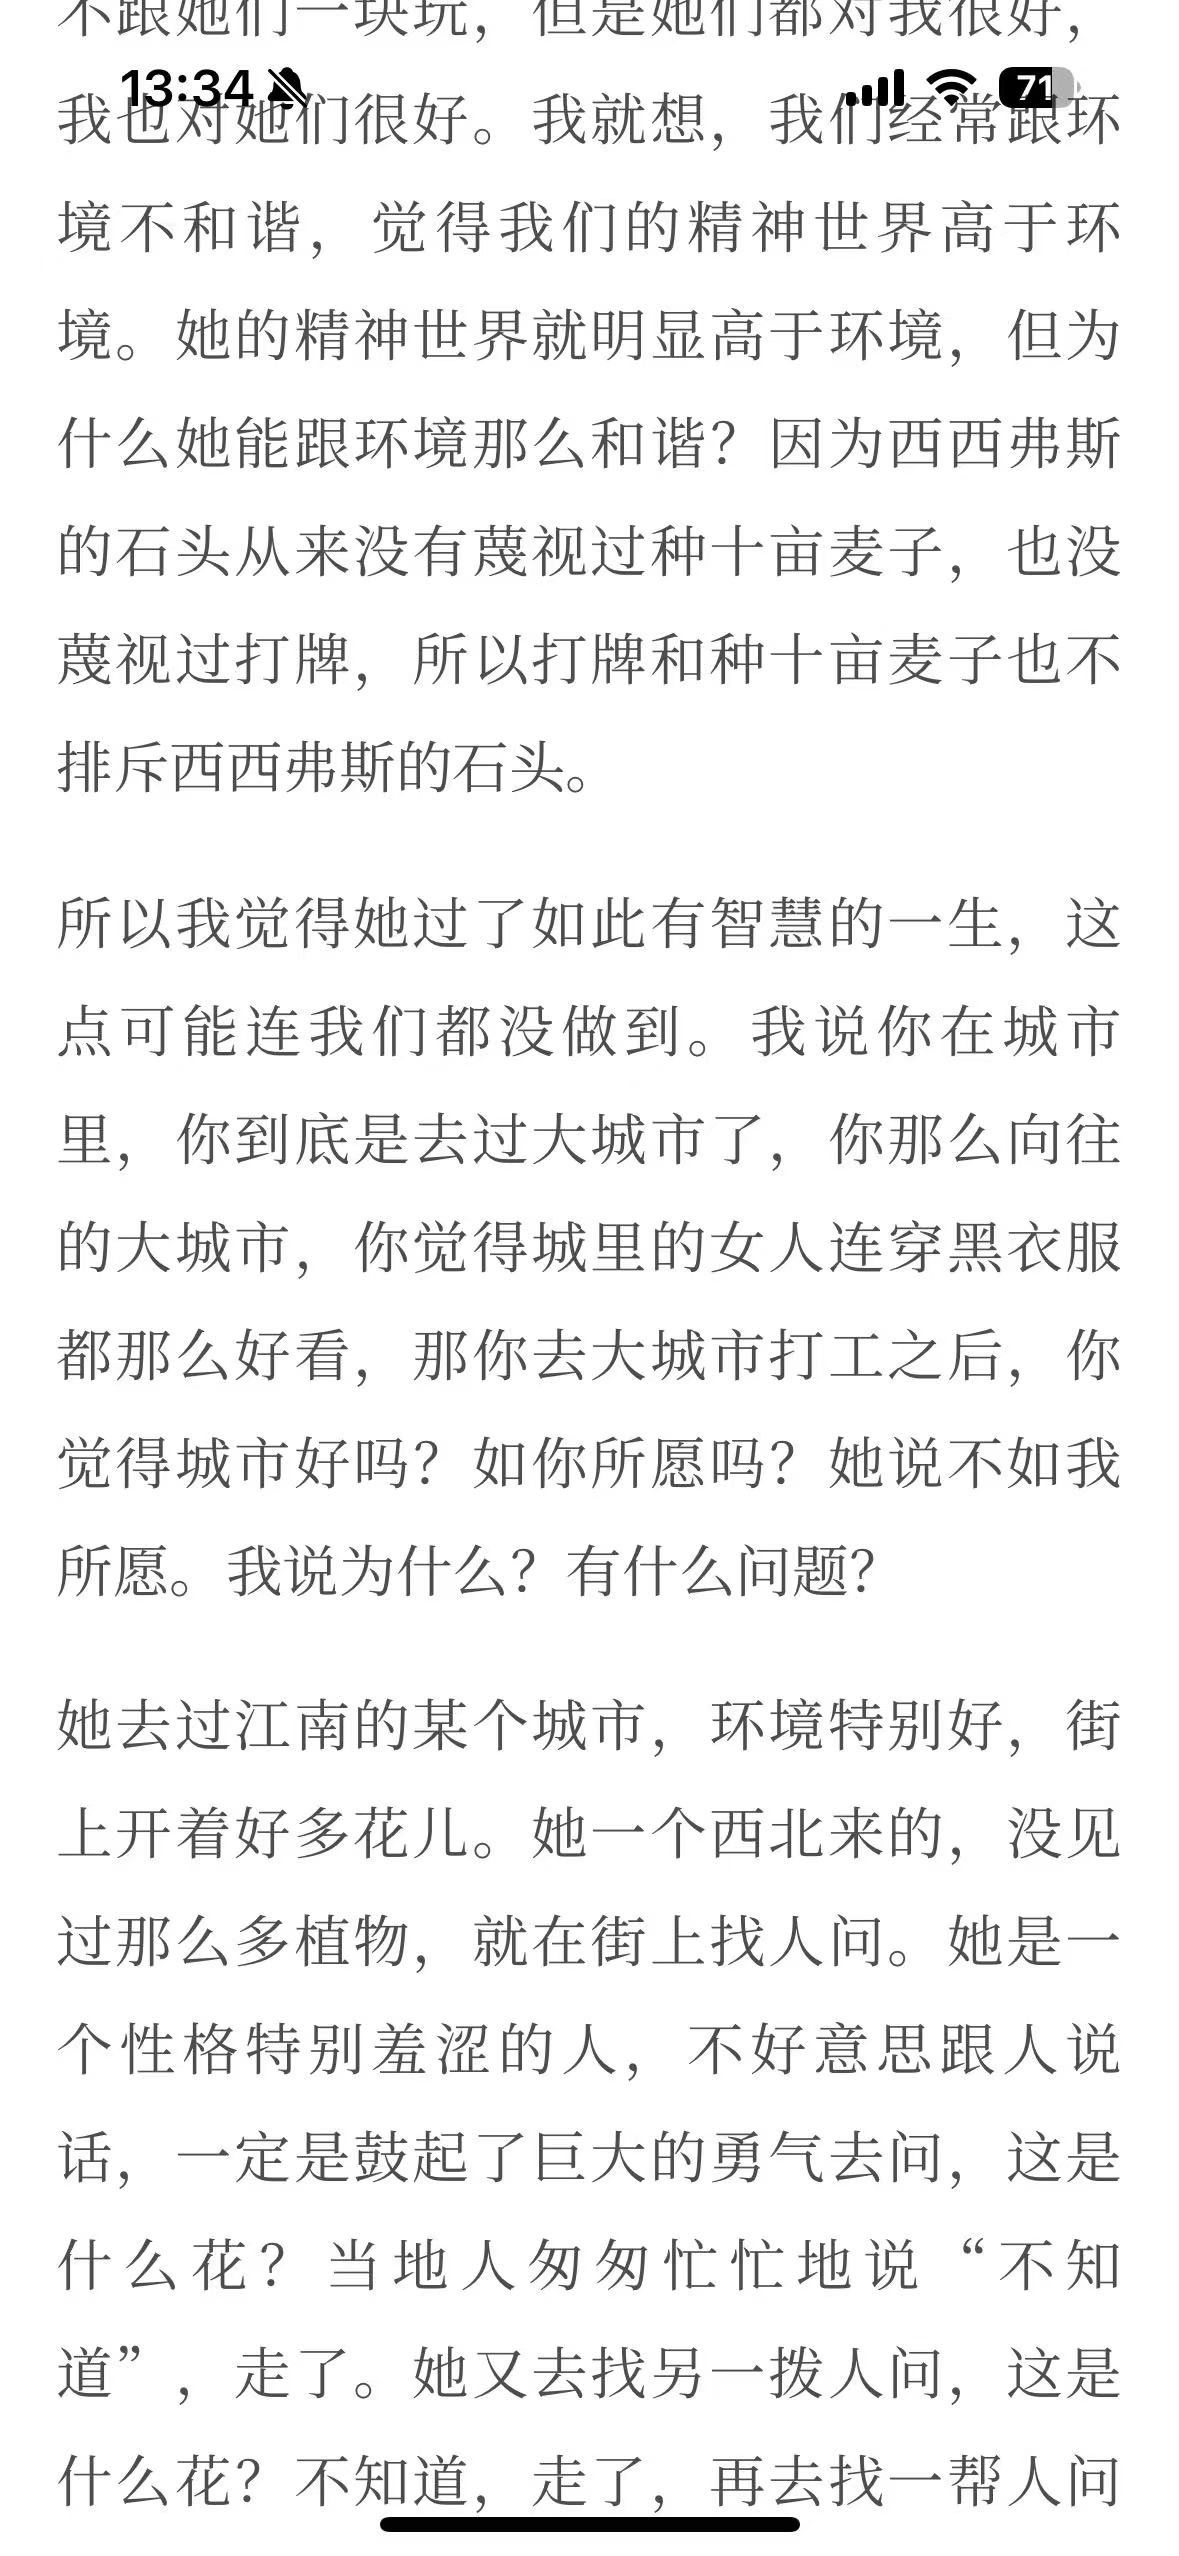 不跟她们一块玩，但是她们都对我很好，
13:34 71
我也对她们很好。我就想，我们经常跟环
境不和谐，觉得我们的精神世界高于环
境。她的精神世界就明显高于环境，但为
什么她能跟环境那么和谐？因为西西弗斯
的石头从来没有蔑视过种十亩麦子，也没
蔑视过打牌，所以打牌和种十亩麦子也不
排斥西西弗斯的石头。
所以我觉得她过了如此有智慧的一生，这
点可能连我们都没做到。我说你在城市
里，你到底是去过大城市了，你那么向往
的大城市，你觉得城里的女人连穿黑衣服
都那么好看，那你去大城市打工之后，你
觉得城市好吗？如你所愿吗？她说不如我
所愿。我说为什么？有什么问题？
她去过江南的某个城市，环境特别好，街
上开着好多花儿。她一个西北来的，没见
过那么多植物，就在街上找人问。她是一
个性格特别羞涩的人，不好意思跟人说
话，一定是鼓起了巨大的勇气去问，这是
什么花？当地人匆匆忙忙地说“不知
道”，走了。她又去找另一拨人问，这是
什么花？不知道，走了，再去找一帮人问